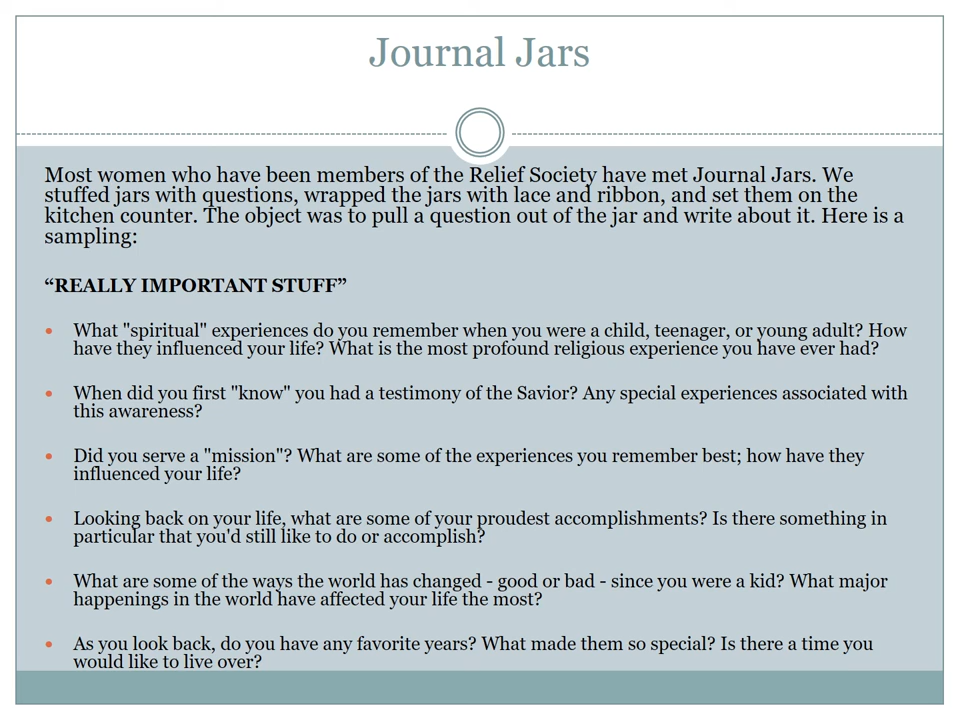 Journal Jars
Most women who have been members of the Relief Society have met Journal Jars. We
stuffed jars with questions, wrapped the jars with lace and ribbon, and set them on the
kitchen counter. The object was to pull a question out of the jar and write about it. Here is a
sampling:
“REALLY IMPORTANT STUFF”
• What "spiritual" experiences do you remember when you were a child, teenager, or young adult? How
have they influenced your life? What is the most profound religious experience you have ever had?
• When did you first "know" you had a testimony of the Savior? Any special experiences associated with
this awareness?
• Did you serve a "mission"? What are some of the experiences you remember best; how have they
influenced your life?
• Looking back on your life, what are some of your proudest accomplishments? Is there something in
particular that you'd still like to do or accomplish?
• What are some of the ways the world has changed - good or bad - since you were a kid? What major
happenings in the world have affected your life the most?
• As you look back, do you have any favorite years? What made them so special? Is there a time you
would like to live over?